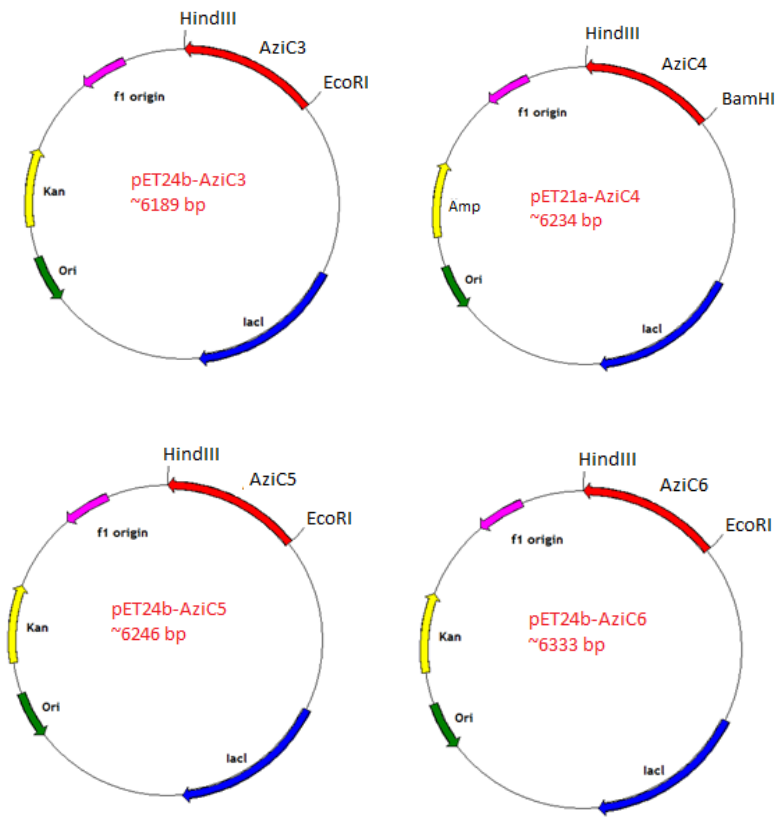 HindIII
AziC3
EcoRI
f1 origin
Kan
pET24b-AziC3
~6189 bp
Ori
lacI
HindIII
AziC4
BamHI
f1 origin
Amp
pET21a-AziC4
~6234 bp
Ori
lacI
HindIII
AziC5
EcoRI
f1 origin
Kan
pET24b-AziC5
~6246 bp
Ori
lacI
HindIII
AziC6
EcoRI
f1 origin
Kan
pET24b-AziC6
~6333 bp
Ori
lacI